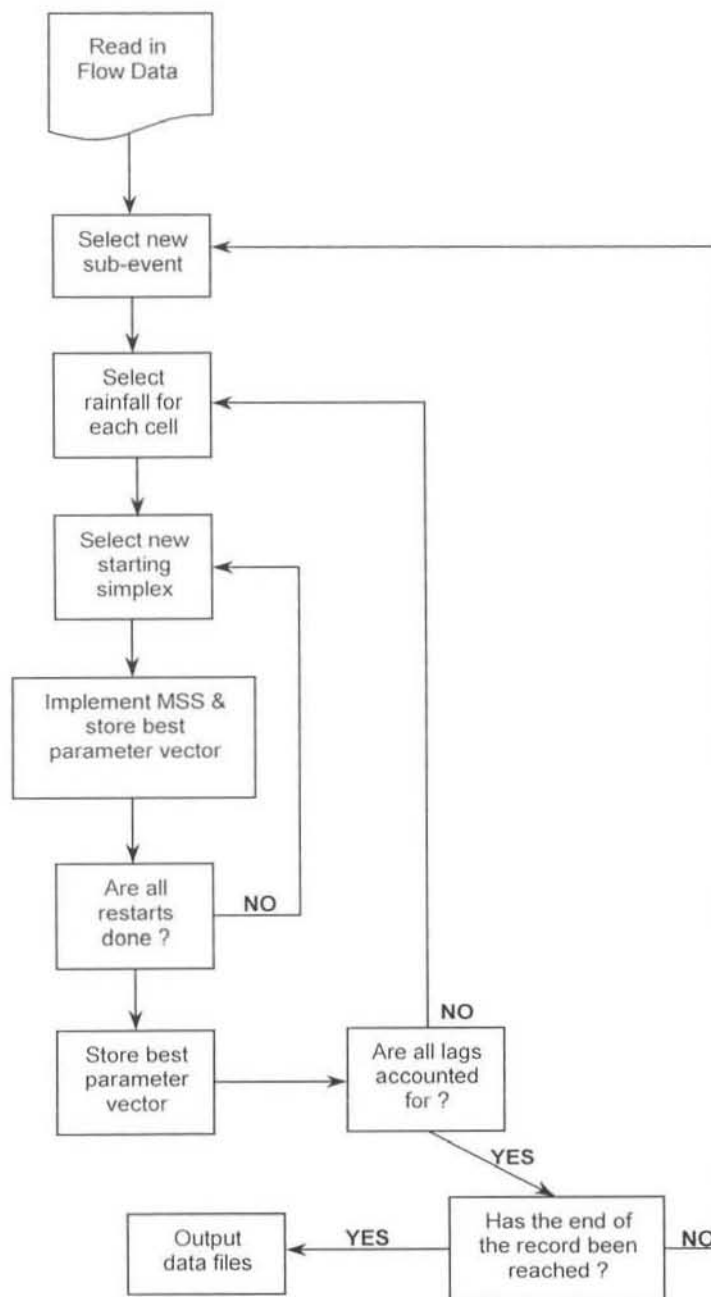 Read in
Flow Data
Select new
sub-event
Select
rainfall for
each cell
Select new
starting
simplex
Implement MSS &
store best
parameter vector
Are all
restarts
done ?
NO
Store best
parameter
vector
NO
Are all lags
accounted
for ?
YES
Has the end of
the record been
reached ?
NO
YES
Output
data files